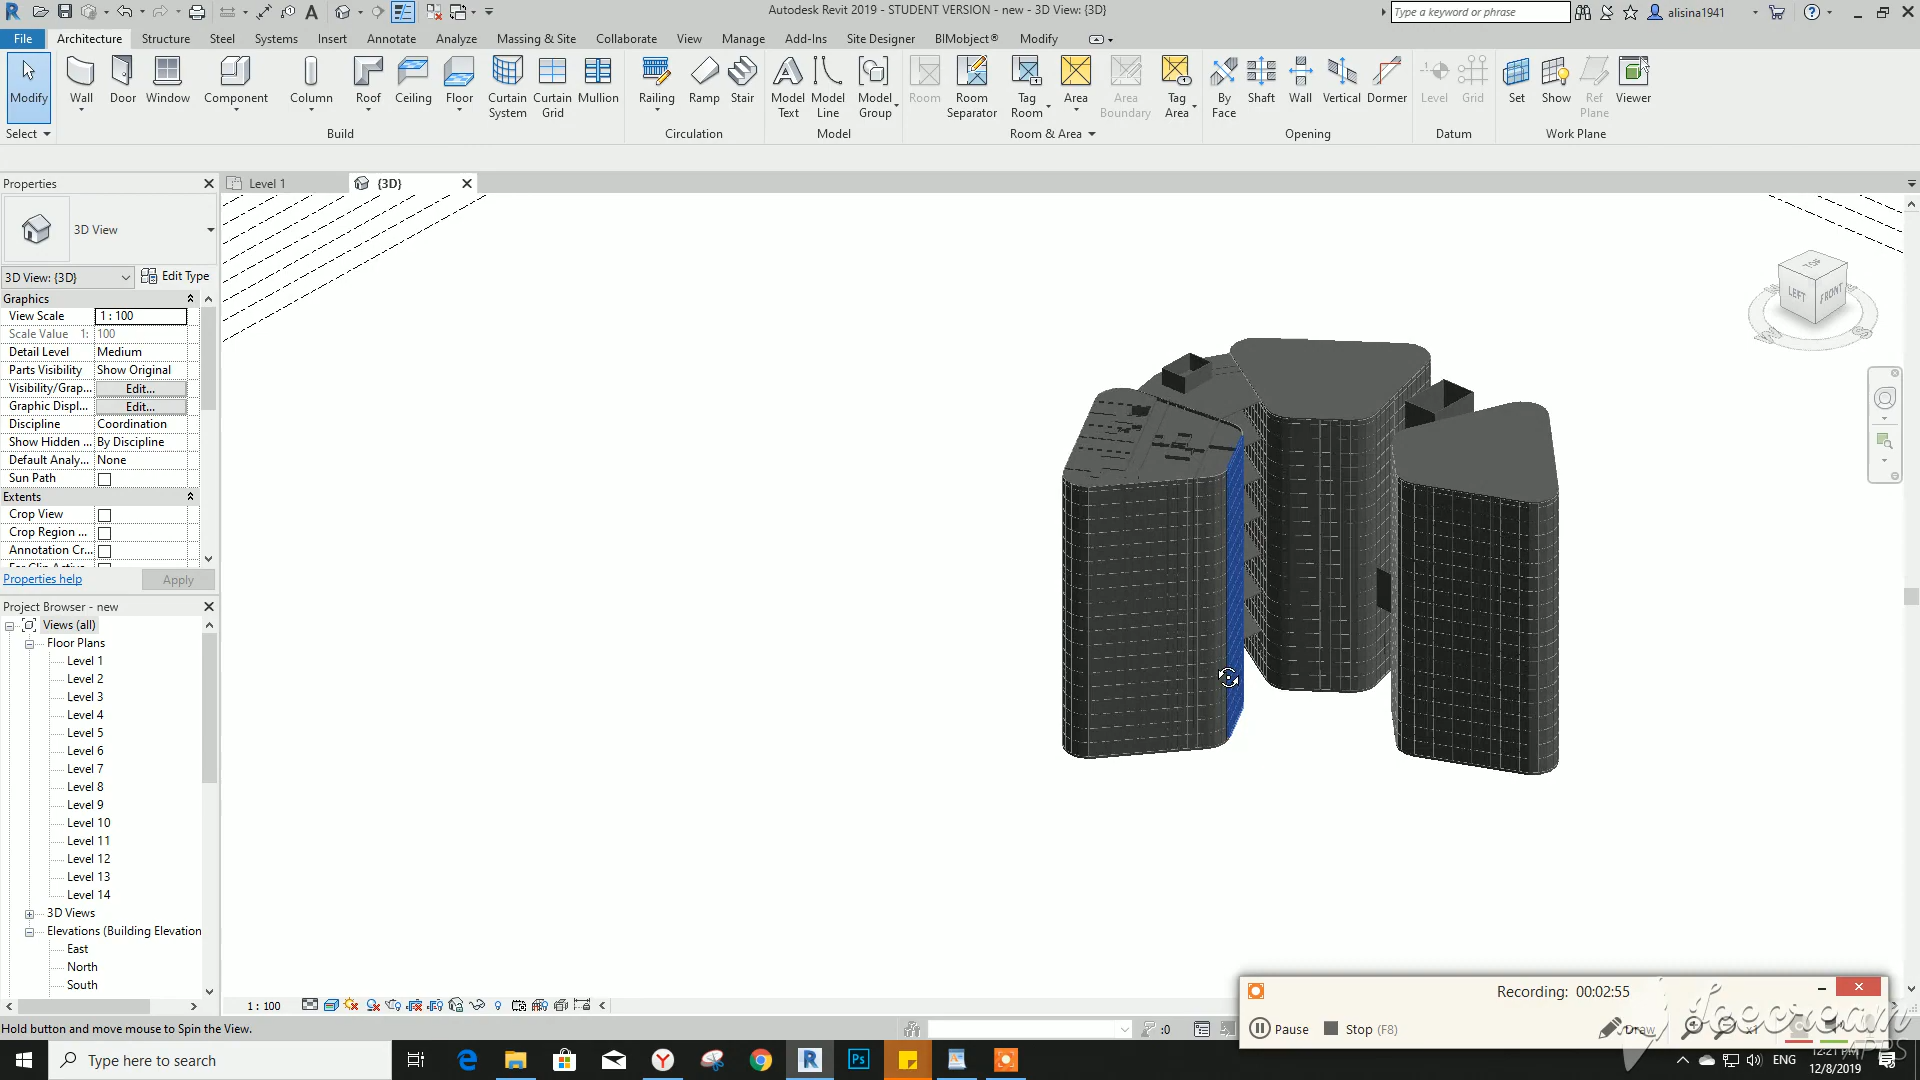 Autodesk Revit 2019 - STUDENT VERSION - new - 3D View: {3D}
Type a keyword or phrase
alisina1941
File Architecture Structure Steel Systems Insert Annotate Analyze Massing & Site Collaborate View Manage Add-Ins Site Designer BIMobject® Modify
Modify Wall Door Window Component Column Roof Ceiling Floor Curtain System Curtain Grid Mullion Railing Ramp Stair Model Text Model Line Model Group Room Room Separator Tag Room Area Area Boundary Tag Area By Face Shaft Wall Vertical Dormer Level Grid Set Show Ref Plane Viewer
Select Build Circulation Model Room & Area Opening Datum Work Plane
Properties
Level 1
{3D}
3D View
3D View: {3D}
Edit Type
Graphics
View Scale 1 : 100
Scale Value 1: 100
Detail Level Medium
Parts Visibility Show Original
Visibility/Grap... Edit...
Graphic Displ... Edit...
Discipline Coordination
Show Hidden ... By Discipline
Default Analy... None
Sun Path
Extents
Crop View
Crop Region ...
Annotation Cr...
Properties help
Apply
Project Browser - new
Views (all)
Floor Plans
Level 1
Level 2
Level 3
Level 4
Level 5
Level 6
Level 7
Level 8
Level 9
Level 10
Level 11
Level 12
Level 13
Level 14
3D Views
Elevations (Building Elevation
East
North
South
TOP
LEFT
FRONT
1 : 100
Hold button and move mouse to Spin the View.
:0
Recording: 00:02:55
Pause
Stop (F8)
Draw
Icecream
APPS
Type here to search
ENG
12:21 PM
12/8/2019